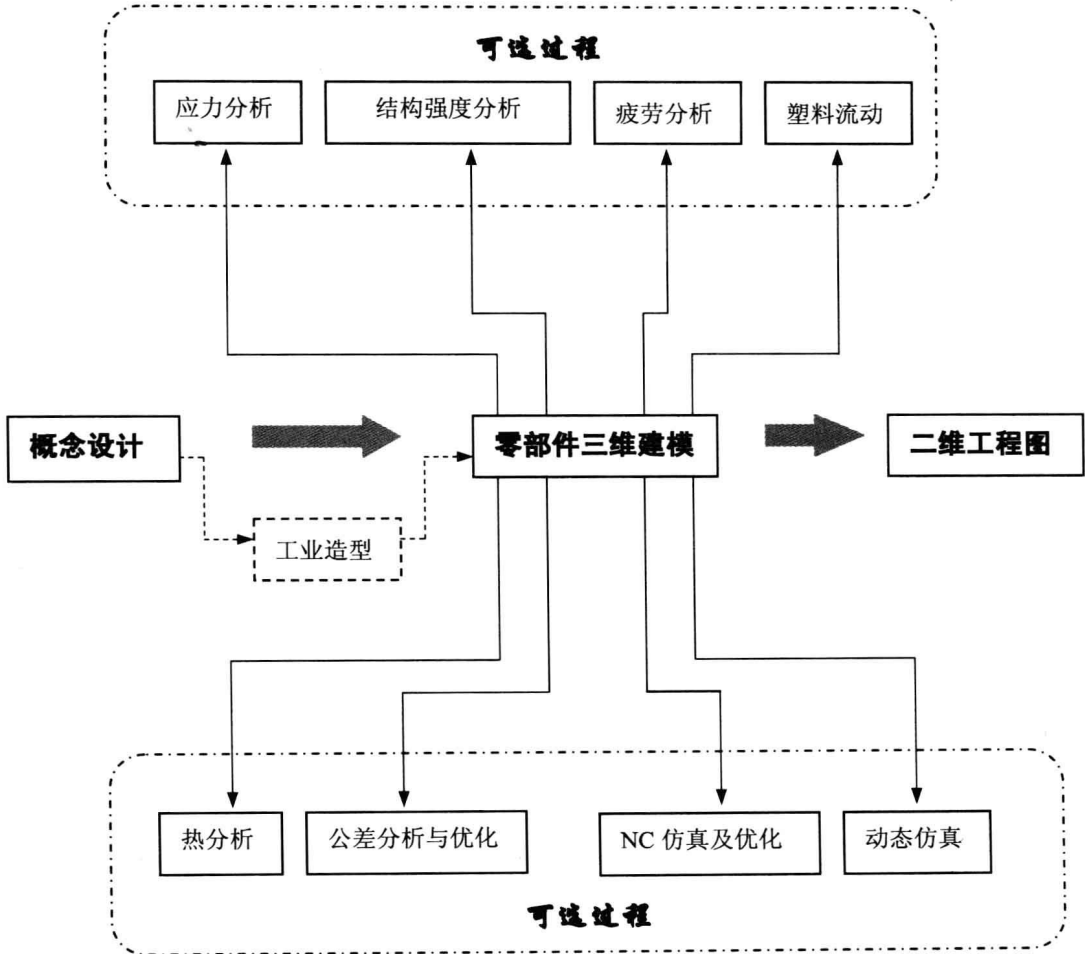 可选过程
应力分析
结构强度分析
疲劳分析
塑料流动
概念设计
零部件三维建模
二维工程图
工业造型
热分析
公差分析与优化
NC 仿真及优化
动态仿真
可选过程